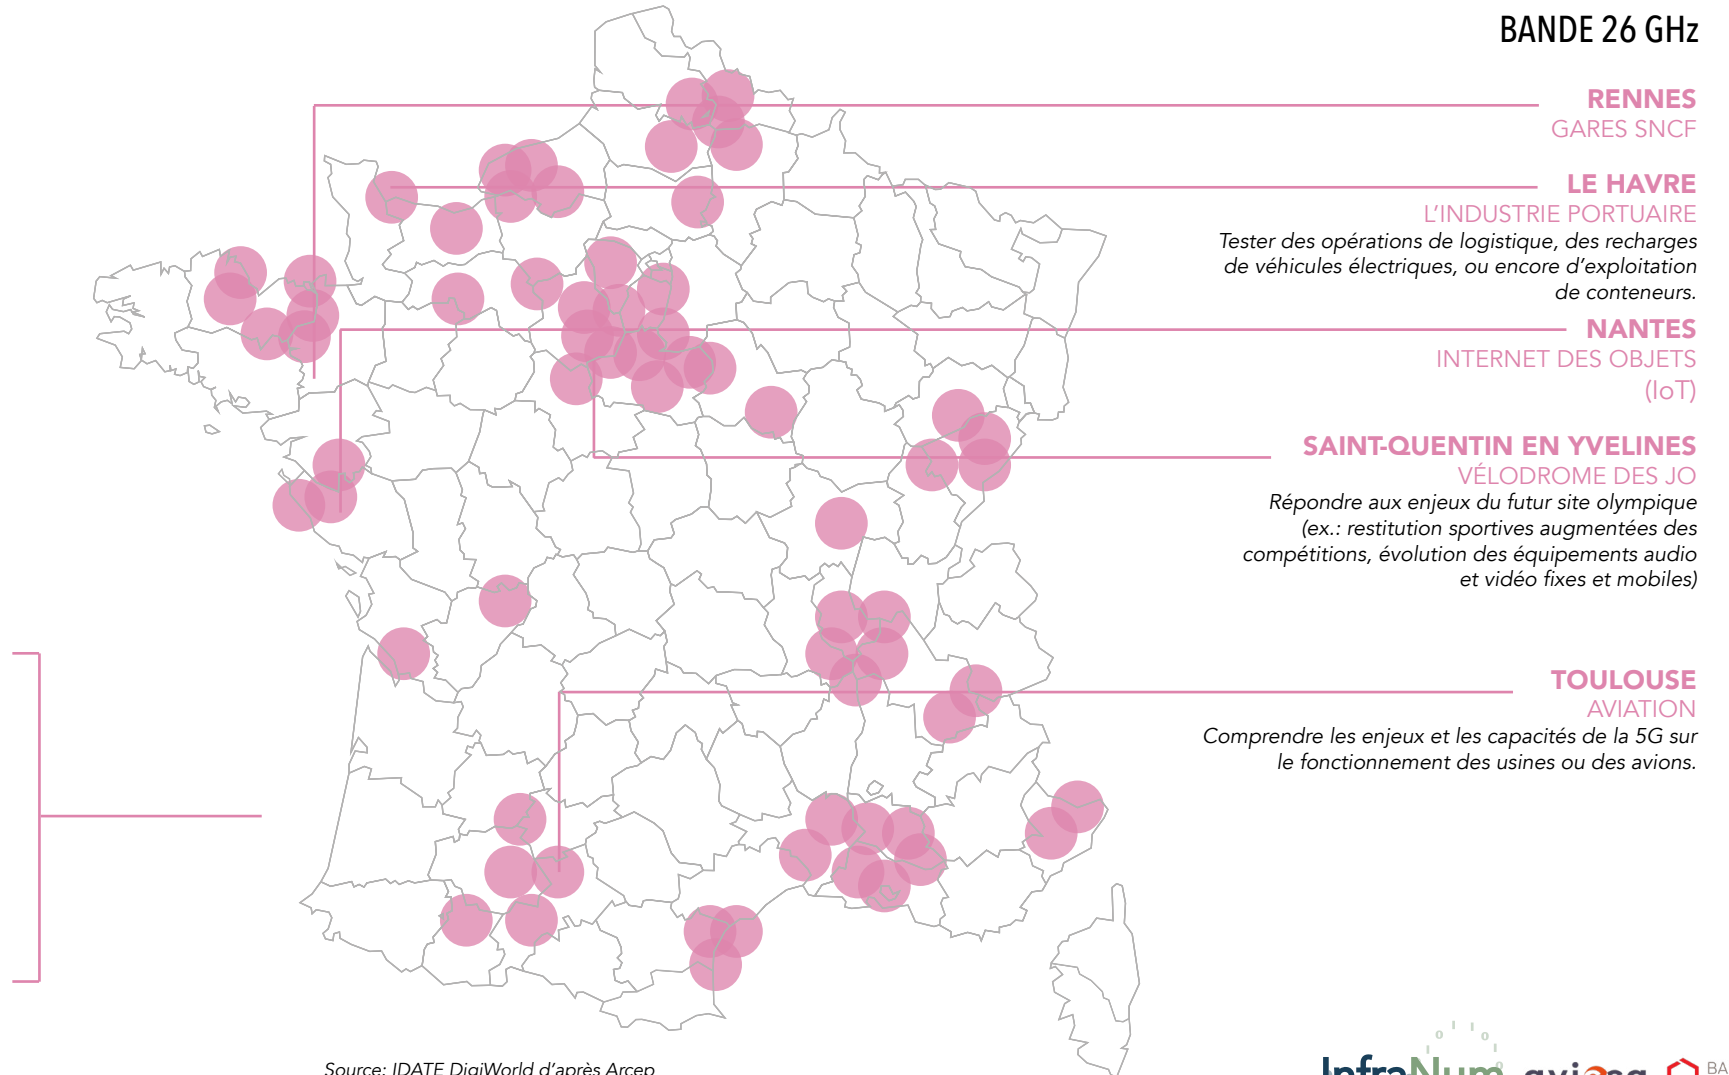 BANDE 26 GHz
RENNES
GARES SNCF
LE HAVRE
L'INDUSTRIE PORTUAIRE
Tester des opérations de logistique, des recharges
de véhicules électriques, ou encore d'exploitation
de conteneurs.
NANTES
INTERNET DES OBJETS
(IoT)
SAINT-QUENTIN EN YVELINES
VÉLODROME DES JO
Répondre aux enjeux du futur site olympique
(ex.: restitution sportives augmentées des
compétitions, évolution des équipements audio
et vidéo fixes et mobiles)
TOULOUSE
AVIATION
Comprendre les enjeux et les capacités de la 5G sur
le fonctionnement des usines ou des avions.
Source: IDATE DigiWorld d'après Arcep
InfraNum
BA